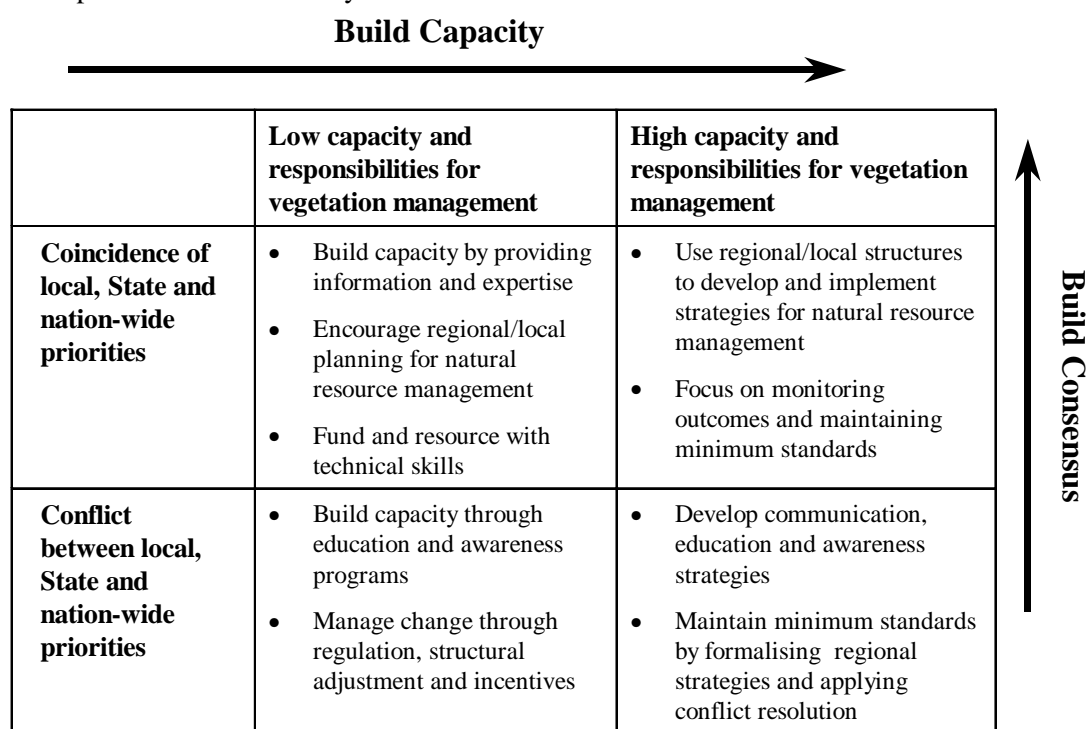 Build Capacity
Low capacity and
responsibilities for
vegetation management
High capacity and
responsibilities for vegetation
management
Coincidence of
local, State and
nation-wide
priorities
• Build capacity by providing
information and expertise
• Encourage regional/local
planning for natural
resource management
• Fund and resource with
technical skills
• Use regional/local structures
to develop and implement
strategies for natural resource
management
• Focus on monitoring
outcomes and maintaining
minimum standards
Conflict
between local,
State and
nation-wide
priorities
• Build capacity through
education and awareness
programs
• Manage change through
regulation, structural
adjustment and incentives
• Develop communication,
education and awareness
strategies
• Maintain minimum standards
by formalising regional
strategies and applying
conflict resolution
Build Consensus